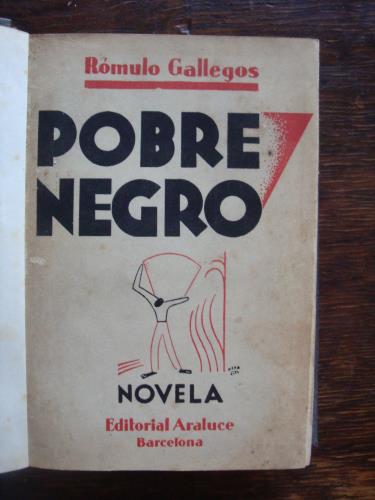 Rómulo Gallegos
POBRE
NEGRO
NOVELA
Editorial Araluce
Barcelona